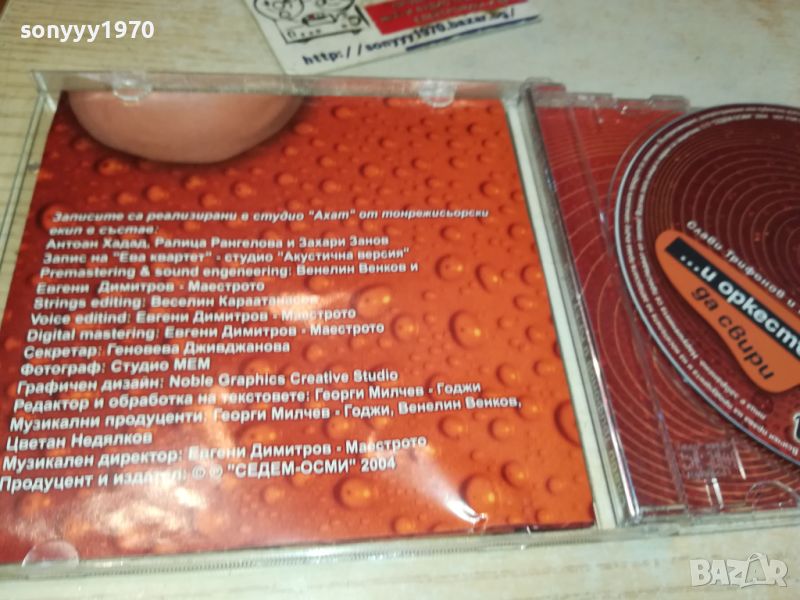 sonyyy1970
http://sonyyy1970.bazar.bg/
Записите са реализирани в студио "Ахат" от тонрежисьорски
екип в състав:
Антоан Хадад, Ралица Рангелова и Захари Занов
Запис на "Ева квартет" - студио "Акустична версия"
Premastering & sound engeneering: Венелин Венков и
Евгени Димитров - Маестрото
Strings editing: Веселин Караатанасов
Voice editind: Евгени Димитров - Маестрото
Digital mastering: Евгени Димитров - Маестрото
Секретар: Геновева Дживджанова
Фотограф: Студио МЕМ
Графичен дизайн: Noble Graphics Creative Studio
Редактор и обработка на текстовете: Георги Милчев - Годжи
Музикални продуценти: Георги Милчев - Годжи, Венелин Венков,
Цветан Недялков
Музикален директор: Евгени Димитров - Маестрото
Продуцент и издател: © ℗ "СЕДЕМ-ОСМИ" 2004
Слави Трифонов и
...и оркестъ
да свири
BAZAR